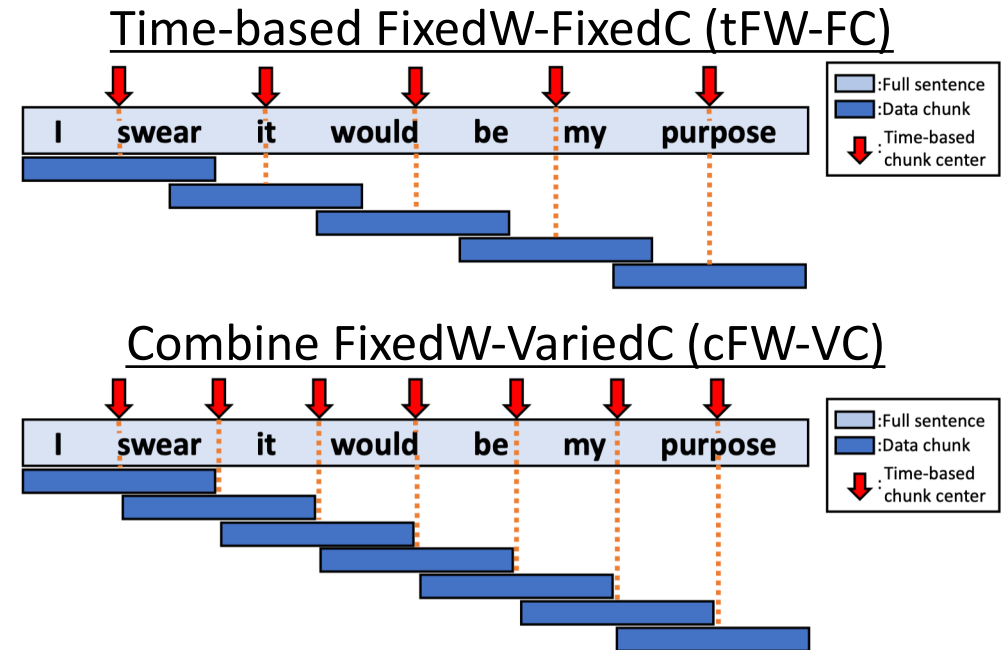 Time-based FixedW-FixedC (tFW-FC)
I swear it would be my purpose
:Full sentence
:Data chunk
: Time-based
chunk center
Combine FixedW-VariedC (cFW-VC)
I swear it would be my purpose
:Full sentence
:Data chunk
: Time-based
chunk center